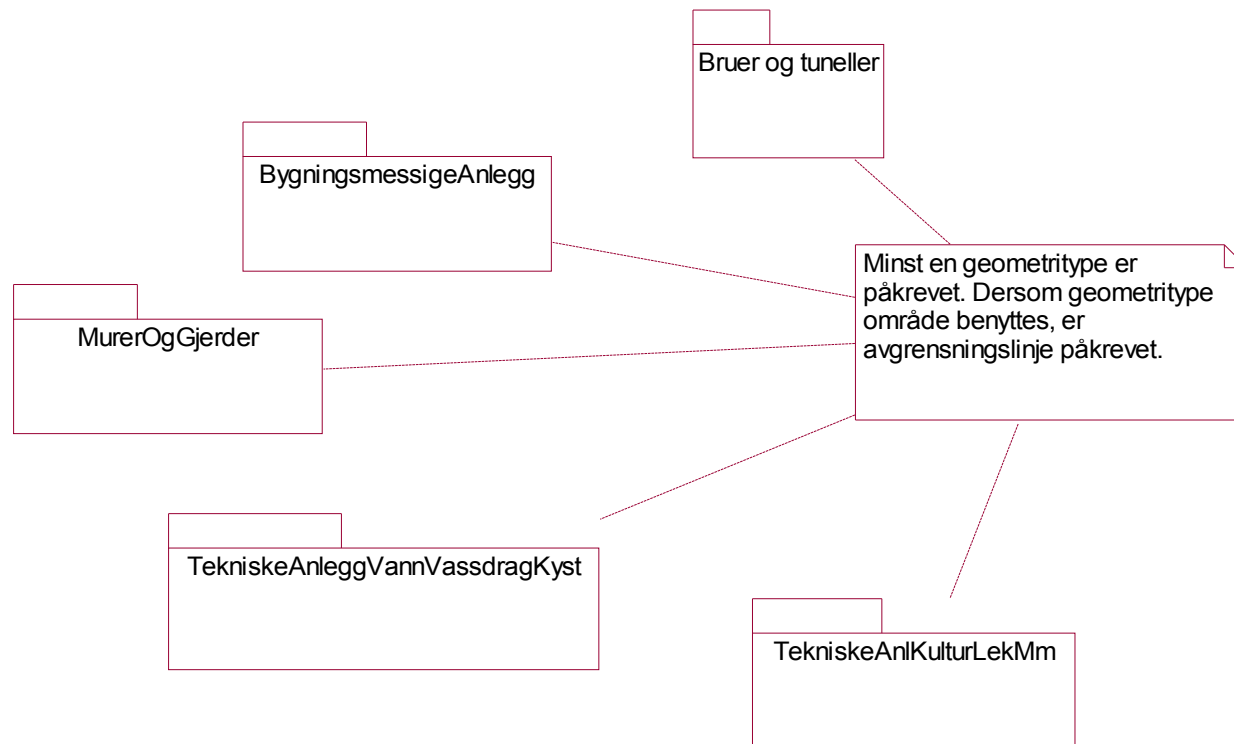 Bruer og tuneller
BygningsmessigeAnlegg
Minst en geometritype er
påkrevet. Dersom geometritype
område benyttes, er
avgrensningslinje påkrevet.
MurerOgGjerder
TekniskeAnleggVannVassdragKyst
TekniskeAnlKulturLekMm